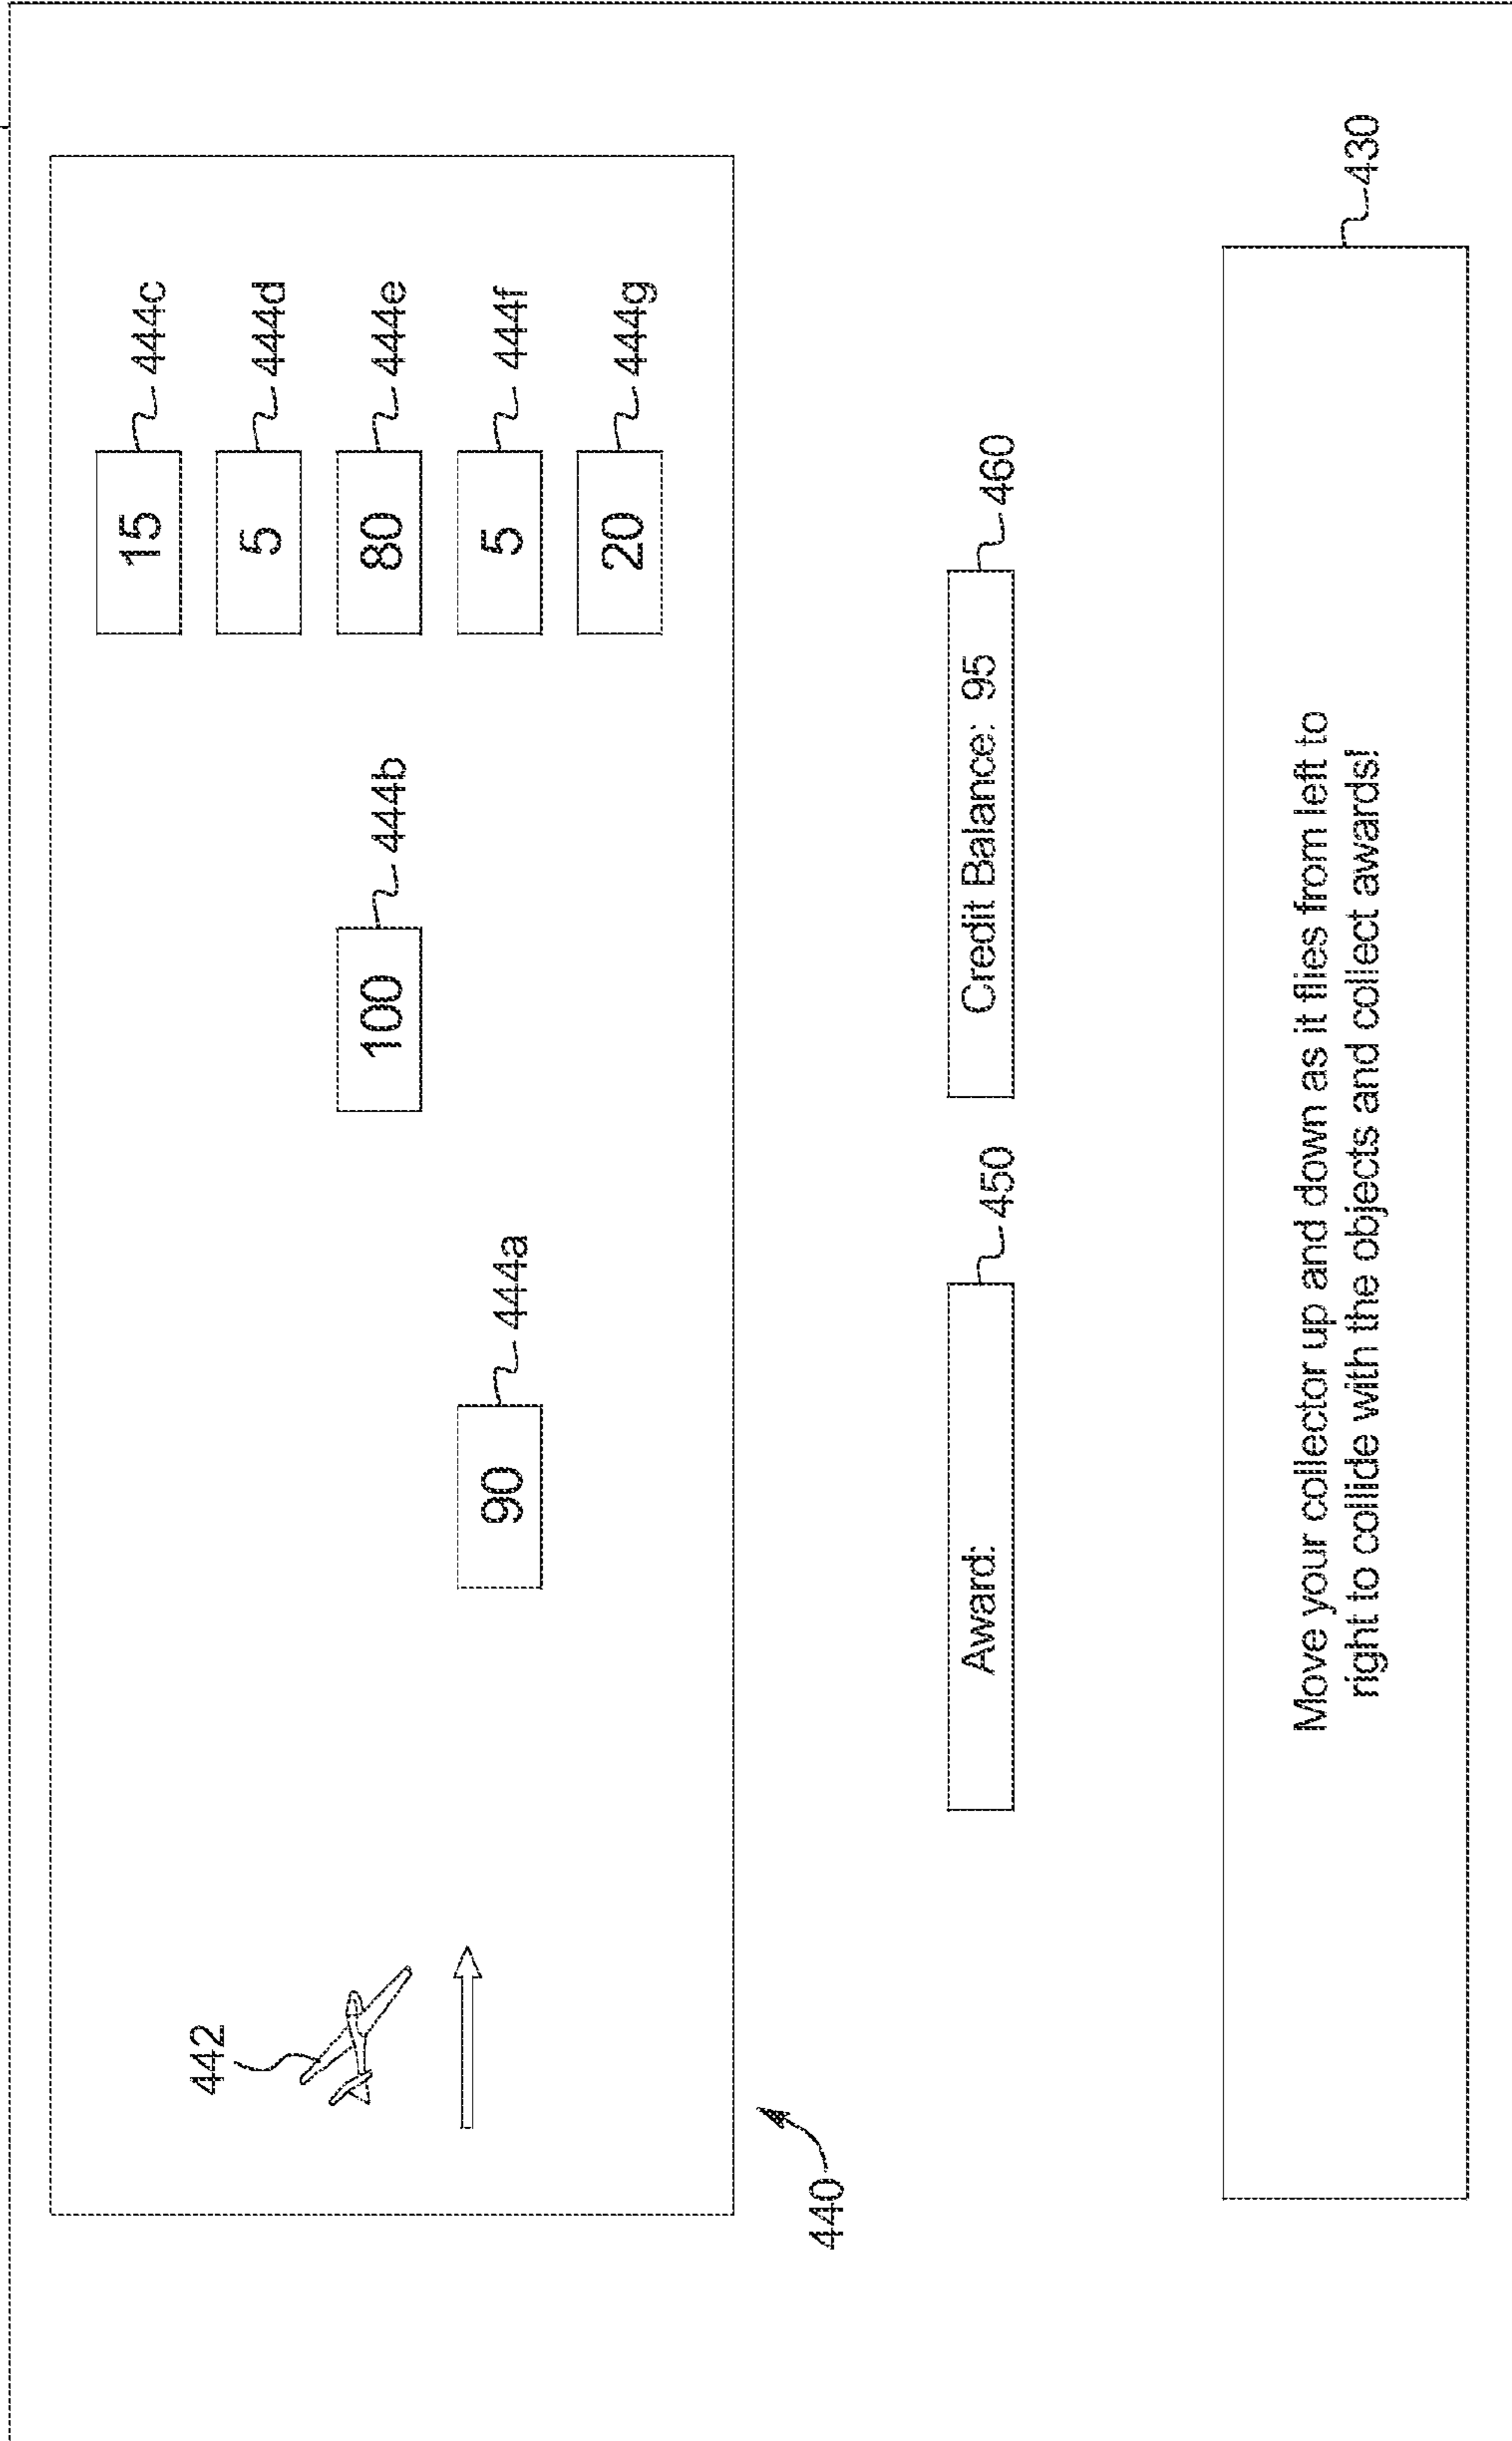 442
15
444c
5
444d
100
444b
80
444e
90
444a
5
444f
20
444g
440
Award:
450
Credit Balance: 95
460
430
Move your collector up and down as it flies from left to
right to collide with the objects and collect awards!